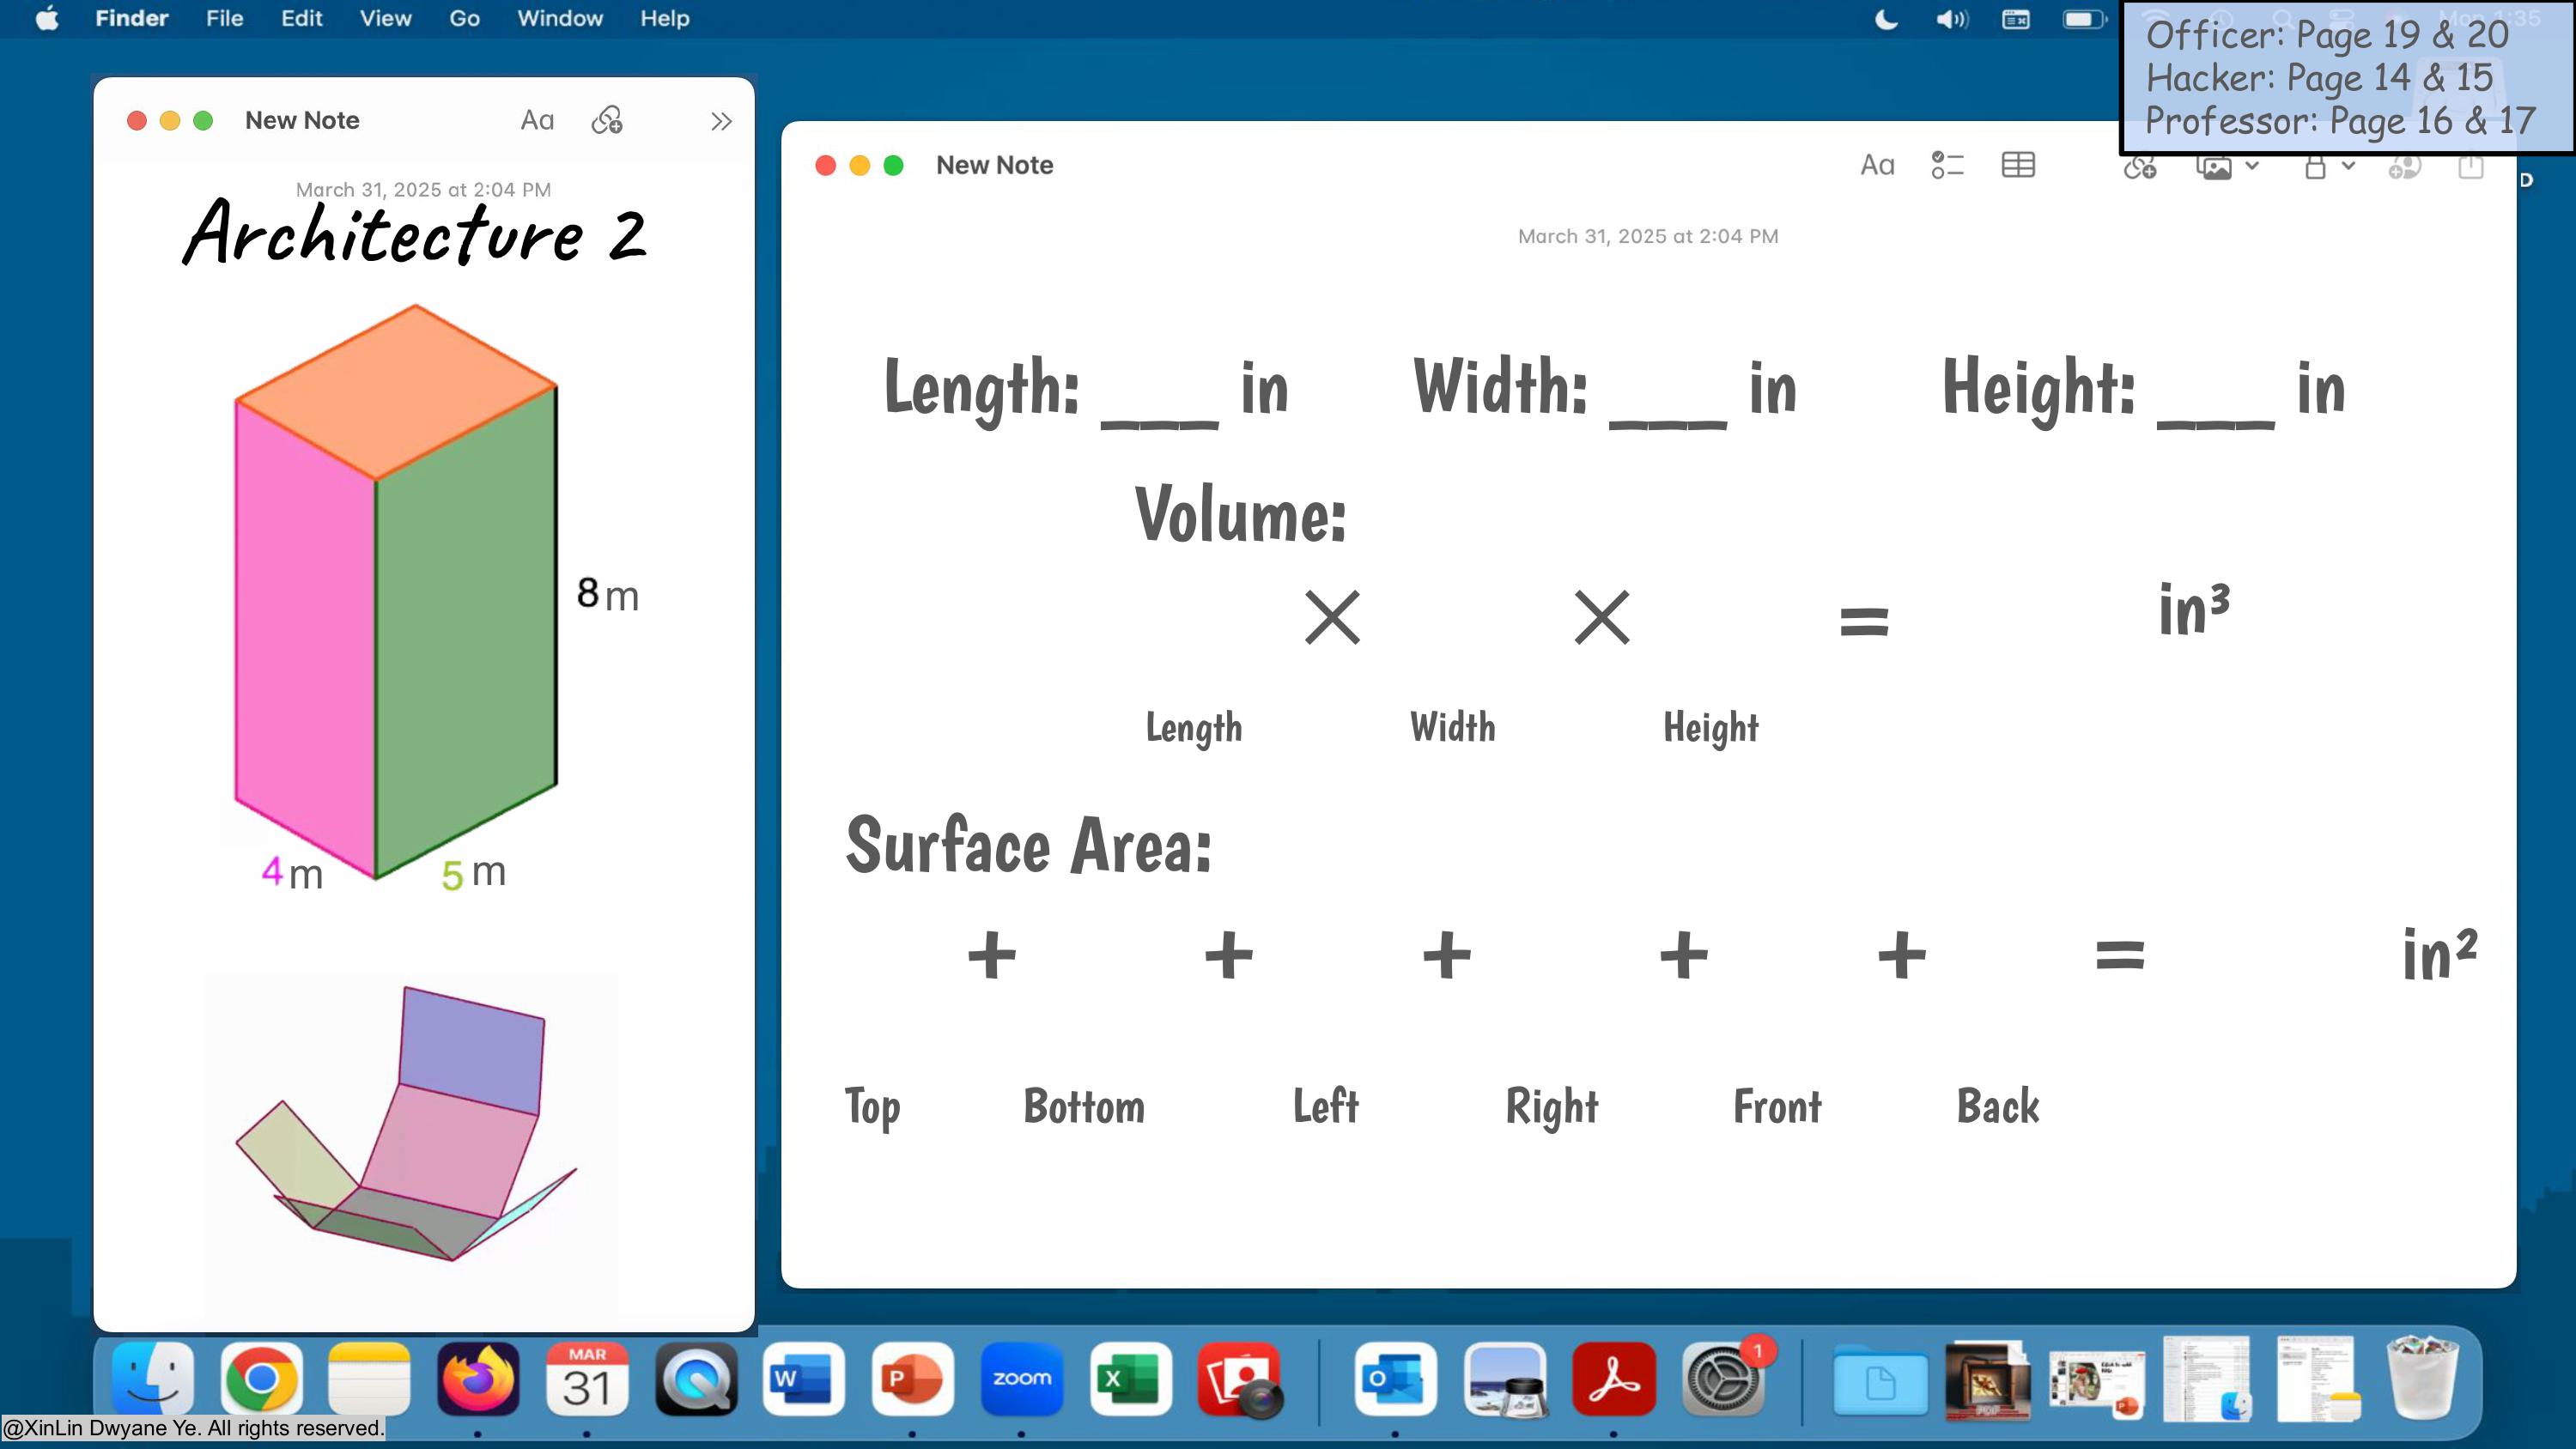 Finder File Edit View Go Window Help
Officer: Page 19 & 20
Hacker: Page 14 & 15
Professor: Page 16 & 17
New Note Aa
March 31, 2025 at 2:04 PM
Architecture 2
8m
4m 5m
New Note Aa
March 31, 2025 at 2:04 PM
Length: ___ in Width: ___ in Height: ___ in
Volume:
× × = in³
Length Width Height
Surface Area:
+ + + + + = in²
Top Bottom Left Right Front Back
D
MAR
31
W
P
zoom
X
O
1
@XinLin Dwyane Ye. All rights reserved.